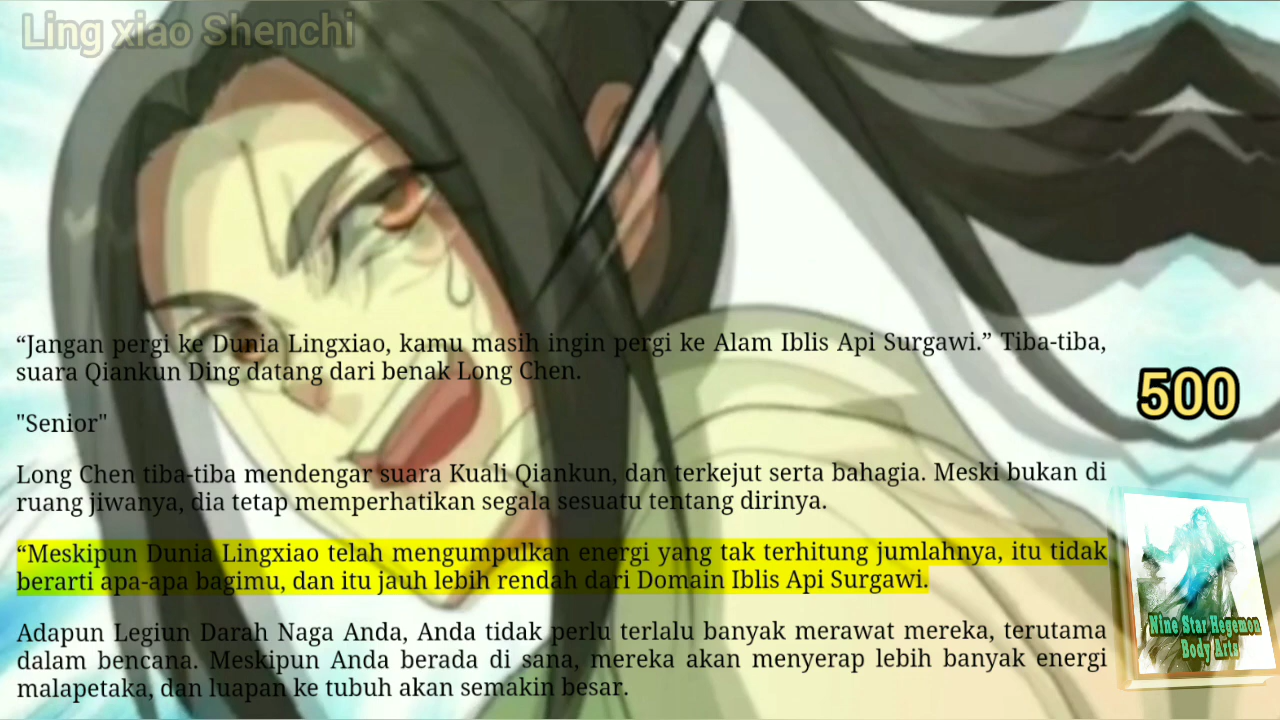 Ling xiao Shenchi
“Jangan pergi ke Dunia Lingxiao, kamu masih ingin pergi ke Alam Iblis Api Surgawi.” Tiba-tiba,
suara Qiankun Ding datang dari benak Long Chen.
"Senior"
Long Chen tiba-tiba mendengar suara Kuali Qiankun, dan terkejut serta bahagia. Meski bukan di
ruang jiwanya, dia tetap memperhatikan segala sesuatu tentang dirinya.
“Meskipun Dunia Lingxiao telah mengumpulkan energi yang tak terhitung jumlahnya, itu tidak
berarti apa-apa bagimu, dan itu jauh lebih rendah dari Domain Iblis Api Surgawi.
Adapun Legiun Darah Naga Anda, Anda tidak perlu terlalu banyak merawat mereka, terutama
dalam bencana. Meskipun Anda berada di sana, mereka akan menyerap lebih banyak energi
malapetaka, dan luapan ke tubuh akan semakin besar.
500
Nine Star Hegemon
Body Arts